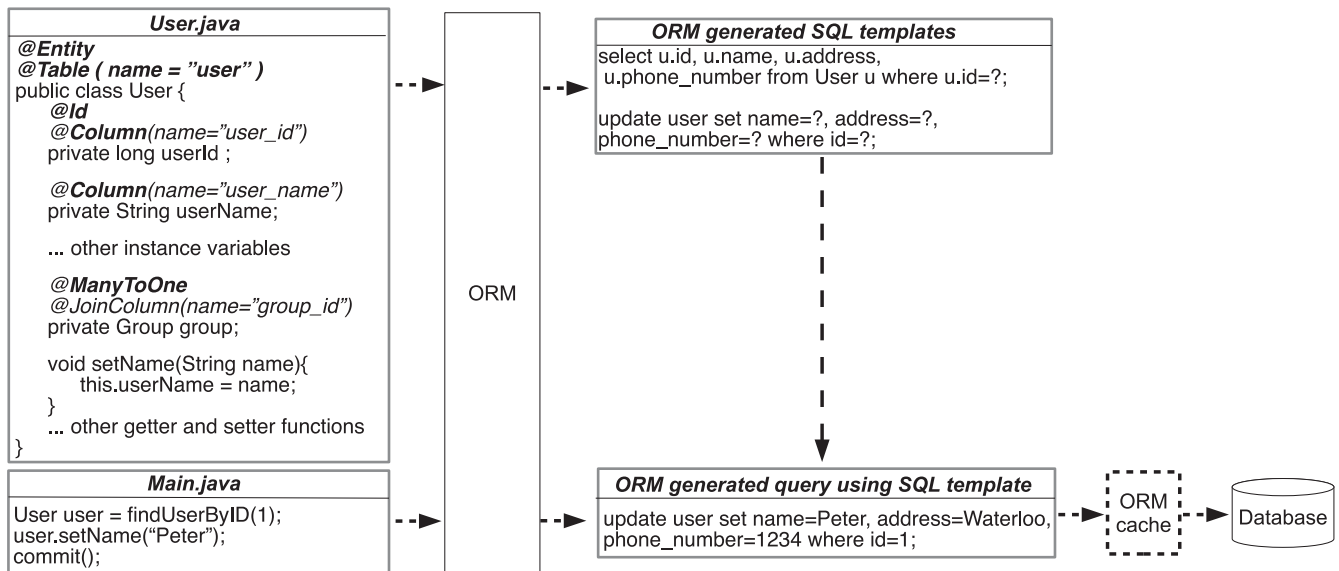 User.java
@Entity
@Table ( name = ”user” )
public class User {
@Id
@Column(name=”user_id”)
private long userId ;
@Column(name=”user_name”)
private String userName;
... other instance variables
@ManyToOne
@JoinColumn(name=”group_id”)
private Group group;
void setName(String name){
this.userName = name;
}
... other getter and setter functions
}
Main.java
User user = findUserByID(1);
user.setName(“Peter”);
commit();
ORM
ORM generated SQL templates
select u.id, u.name, u.address,
u.phone_number from User u where u.id=?;
update user set name=?, address=?,
phone_number=? where id=?;
ORM generated query using SQL template
update user set name=Peter, address=Waterloo,
phone_number=1234 where id=1;
ORM
cache
Database